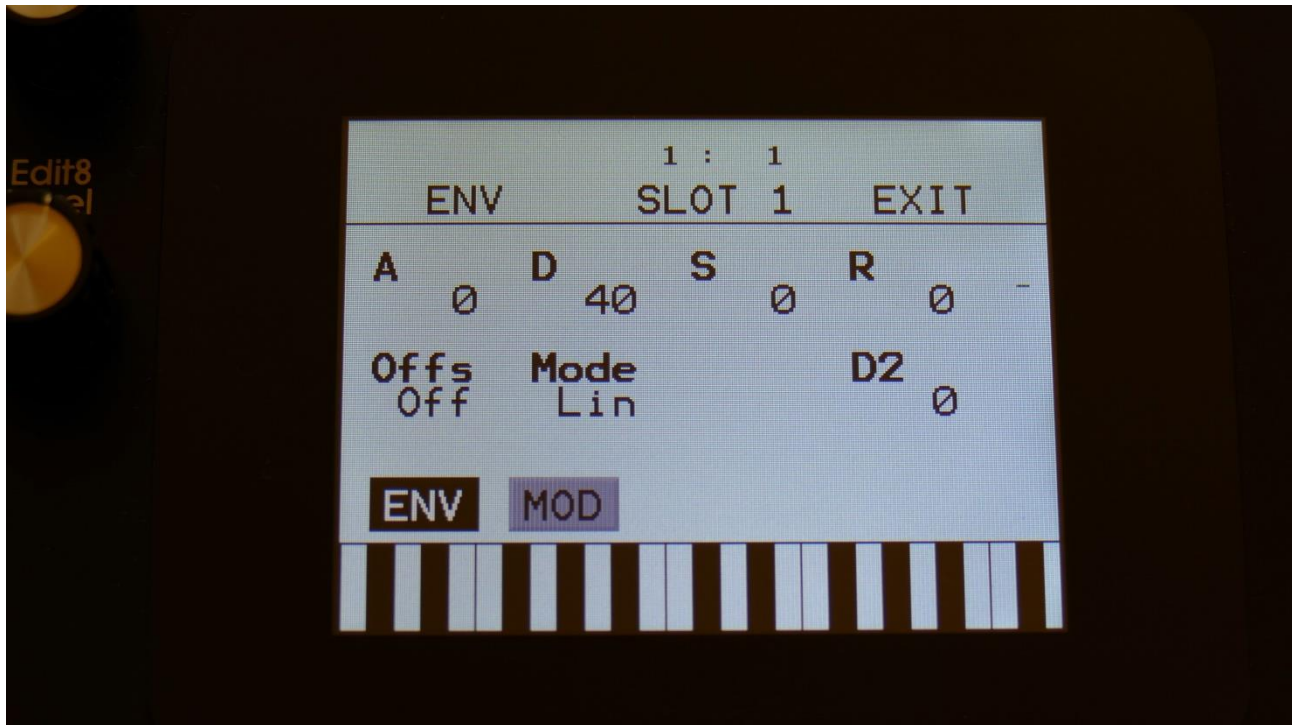 Edit8
1 : 1
ENV SLOT 1 EXIT
A D S R
0 40 0 0 -
Offs Mode D2
Off Lin 0
ENV MOD